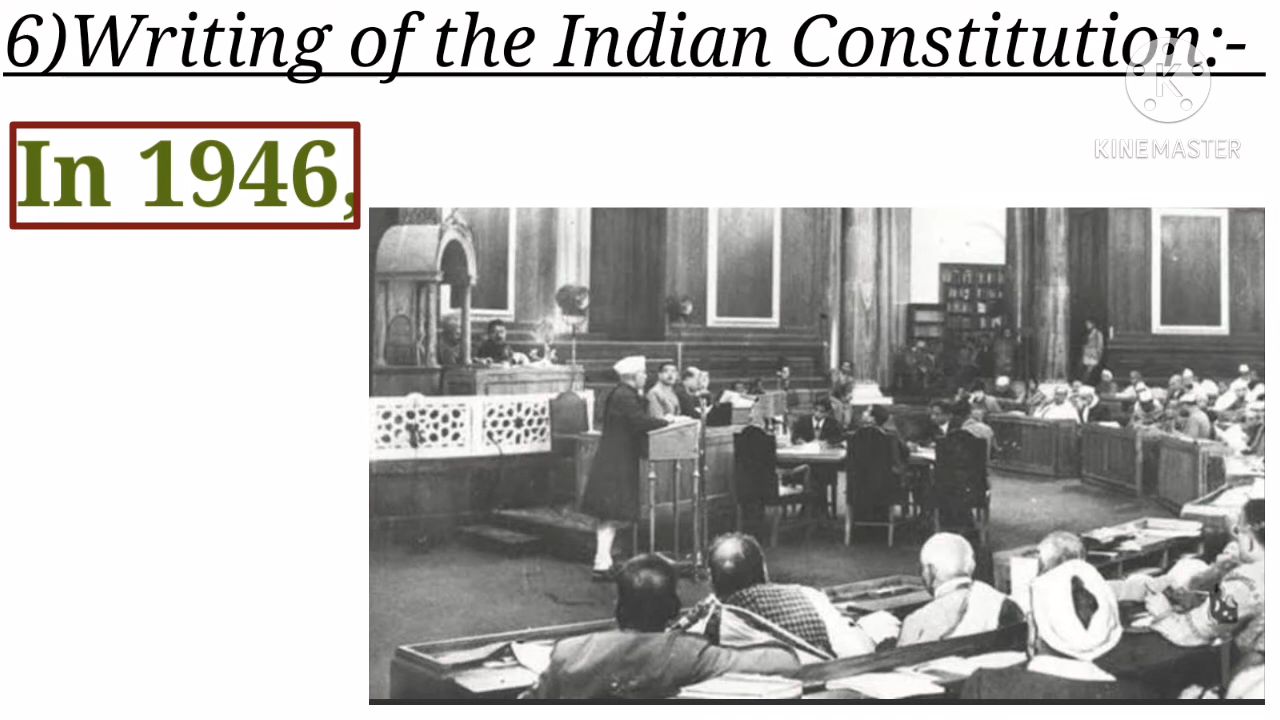 6)Writing of the Indian Constitution:-
K
KINEMASTER
In 1946,